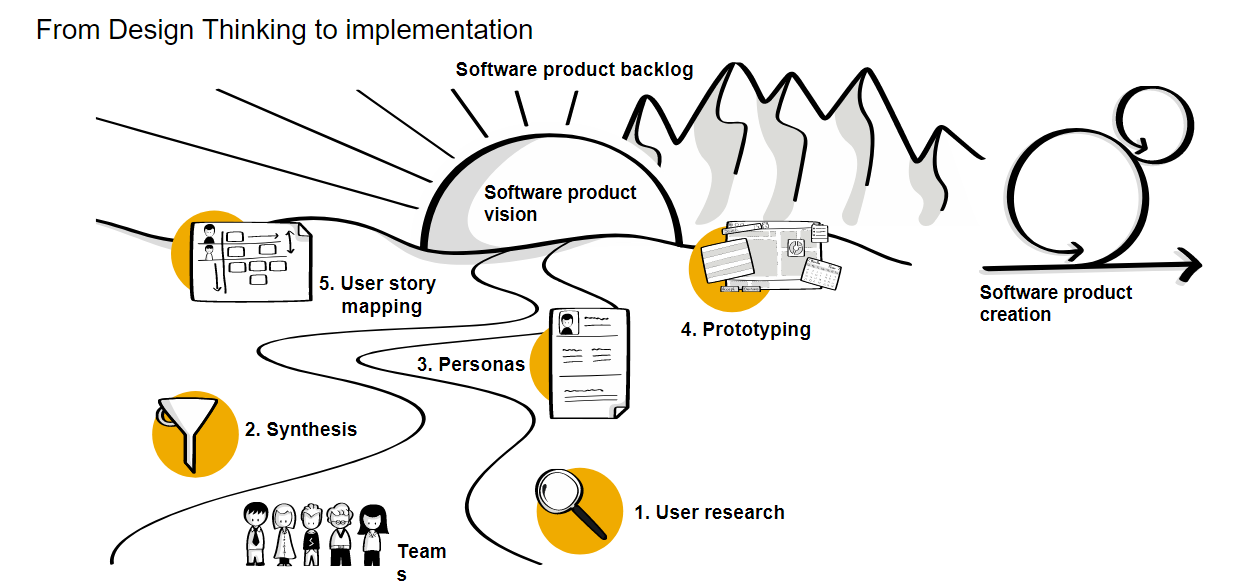 From Design Thinking to implementation
Software product backlog
Software product
vision
5. User story
mapping
4. Prototyping
Software product
creation
3. Personas
2. Synthesis
1. User research
Team
s